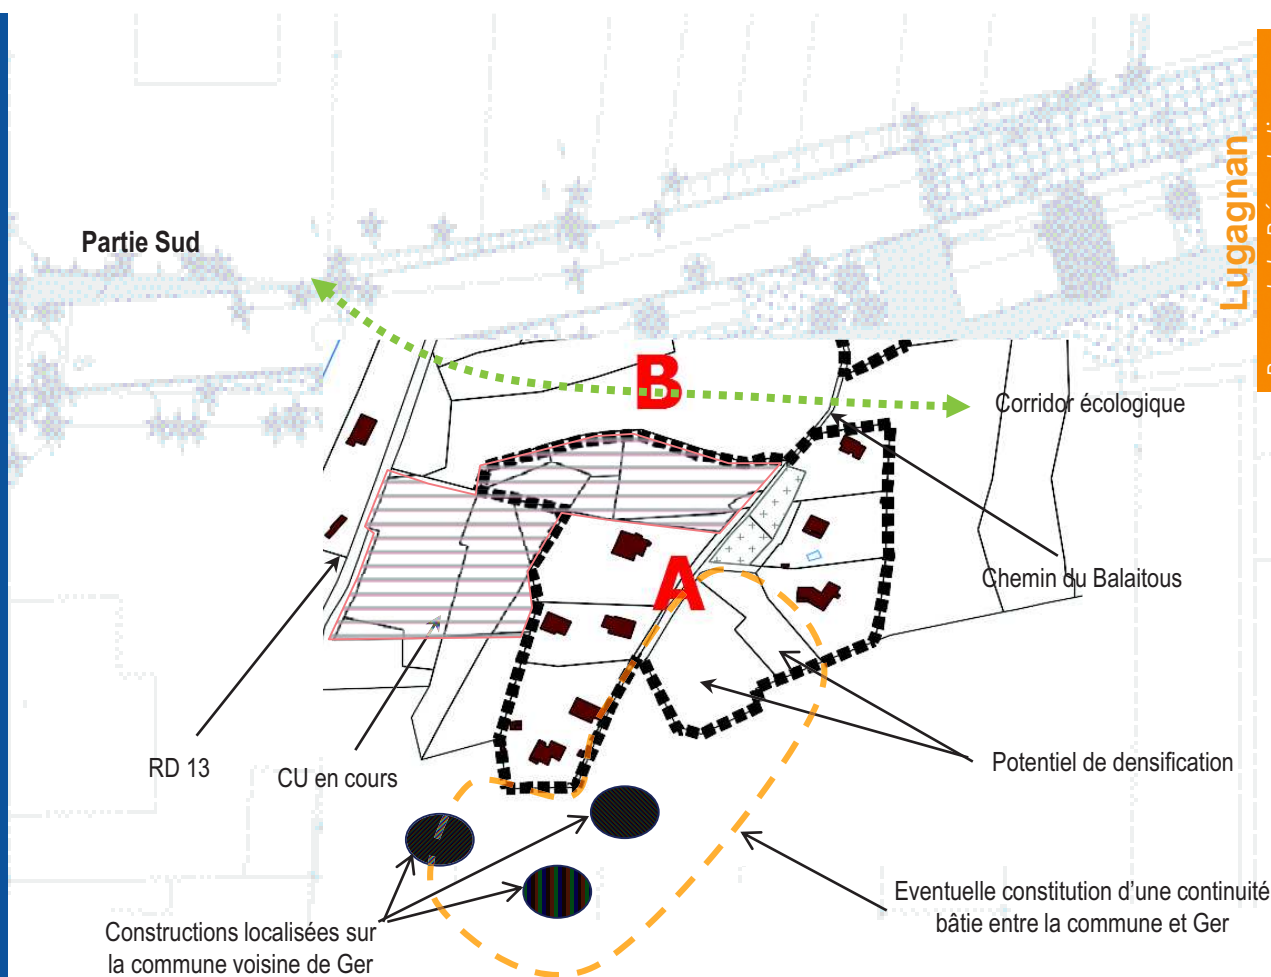 Partie Sud
Lugagnan
B
Corridor écologique
A
Chemin du Balaitous
RD 13
CU en cours
Potentiel de densification
Eventuelle constitution d’une continuité
bâtie entre la commune et Ger
Constructions localisées sur
la commune voisine de Ger